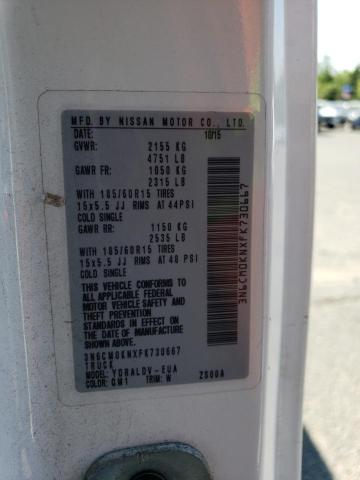 MFD. BY NISSAN MOTOR CO., LTD.
DATE: 10/15
GVWR: 2155 KG
4751 LB
GAWR FR: 1050 KG
2315 LB
WITH 185/60R15 TIRES
15x5.5 JJ RIMS AT 44PSI
COLD SINGLE
GAWR RR: 1150 KG
2535 LB
WITH 185/60R15 TIRES
15x5.5 JJ RIMS AT 48 PSI
COLD SINGLE
THIS VEHICLE CONFORMS TO ALL
APPLICABLE FEDERAL MOTOR
VEHICLE SAFETY AND THEFT
PREVENTION STANDARDS IN
EFFECT ON THE DATE OF
MANUFACTURE SHOWN ABOVE.
3N6CM0KNXFK730667
TRUCK
MODEL: YDRALDV-EUA
COLOR: QM1 TRIM: W ZS00A
3N6CM0KNXFK730667